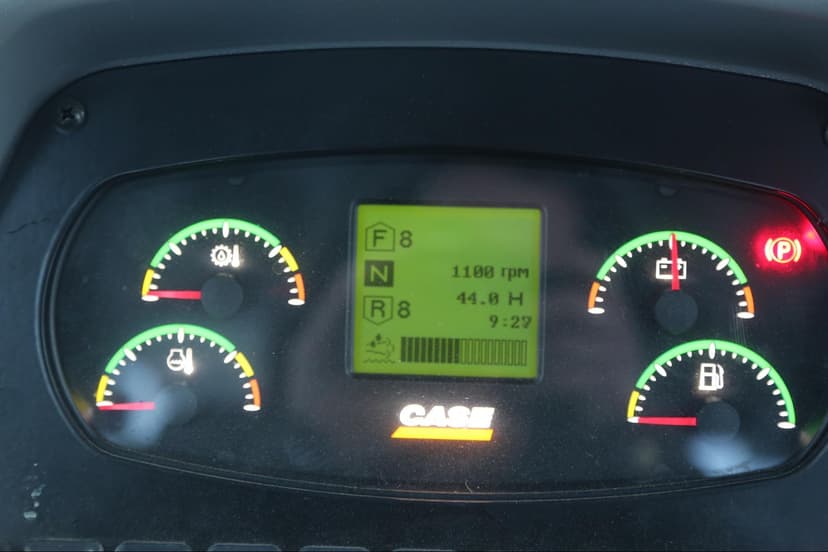 F 8
N 1100 rpm
44.0 H
R 8
9:27
CASE
P